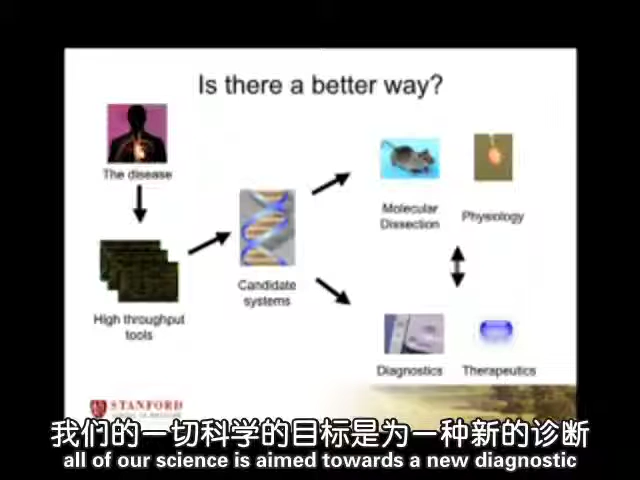 Is there a better way?
The disease
High throughput
tools
Candidate
systems
Molecular
Dissection
Physiology
Diagnostics
Therapeutics
STANFORD
我们的一切科学的目标是为一种新的诊断
all of our science is aimed towards a new diagnostic